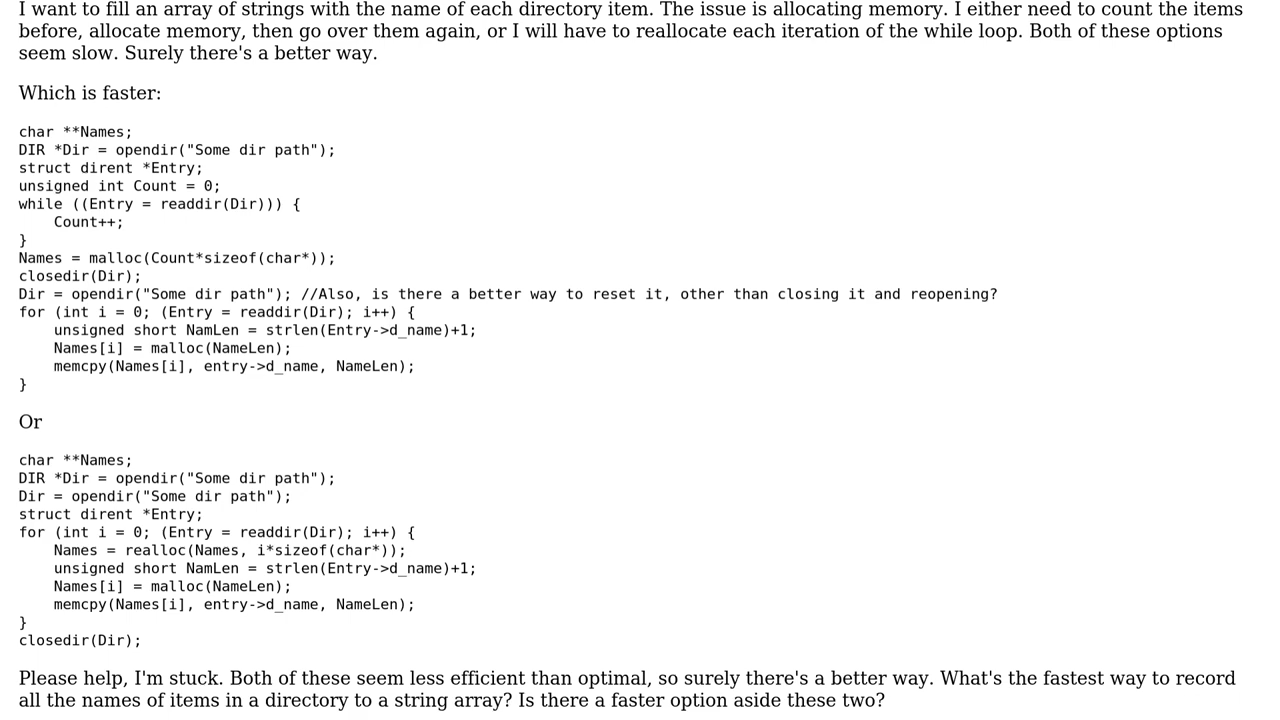 I want to fill an array of strings with the name of each directory item. The issue is allocating memory. I either need to count the items
before, allocate memory, then go over them again, or I will have to reallocate each iteration of the while loop. Both of these options
seem slow. Surely there's a better way.
Which is faster:
char **Names;
DIR *Dir = opendir("Some dir path");
struct dirent *Entry;
unsigned int Count = 0;
while ((Entry = readdir(Dir))) {
    Count++;
}
Names = malloc(Count*sizeof(char*));
closedir(Dir);
Dir = opendir("Some dir path"); //Also, is there a better way to reset it, other than closing it and reopening?
for (int i = 0; (Entry = readdir(Dir); i++) {
    unsigned short NamLen = strlen(Entry->d_name)+1;
    Names[i] = malloc(NameLen);
    memcpy(Names[i], entry->d_name, NameLen);
}
Or
char **Names;
DIR *Dir = opendir("Some dir path");
Dir = opendir("Some dir path");
struct dirent *Entry;
for (int i = 0; (Entry = readdir(Dir); i++) {
    Names = realloc(Names, i*sizeof(char*));
    unsigned short NamLen = strlen(Entry->d_name)+1;
    Names[i] = malloc(NameLen);
    memcpy(Names[i], entry->d_name, NameLen);
}
closedir(Dir);
Please help, I'm stuck. Both of these seem less efficient than optimal, so surely there's a better way. What's the fastest way to record
all the names of items in a directory to a string array? Is there a faster option aside these two?